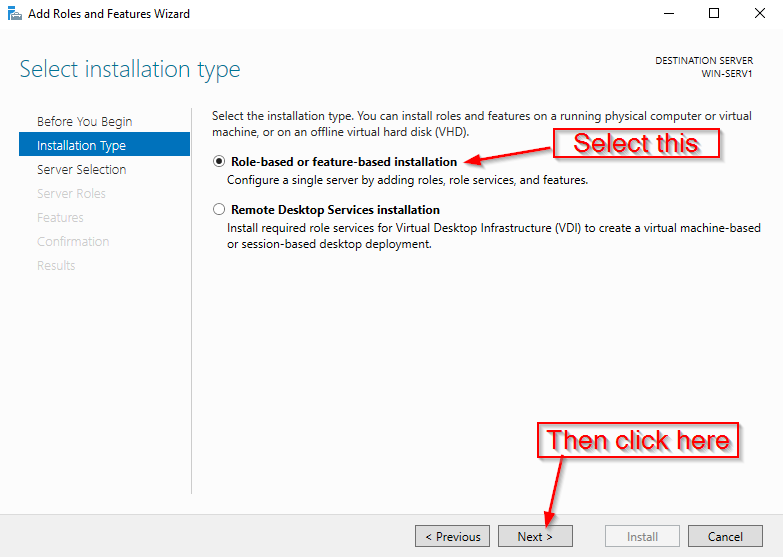 Add Roles and Features Wizard
Select installation type
DESTINATION SERVER
WIN-SERV1
Before You Begin
Installation Type
Server Selection
Server Roles
Features
Confirmation
Results
Select the installation type. You can install roles and features on a running physical computer or virtual
machine, or on an offline virtual hard disk (VHD).
Select this
Role-based or feature-based installation
Configure a single server by adding roles, role services, and features.
Remote Desktop Services installation
Install required role services for Virtual Desktop Infrastructure (VDI) to create a virtual machine-based
or session-based desktop deployment.
Then click here
< Previous
Next >
Install
Cancel